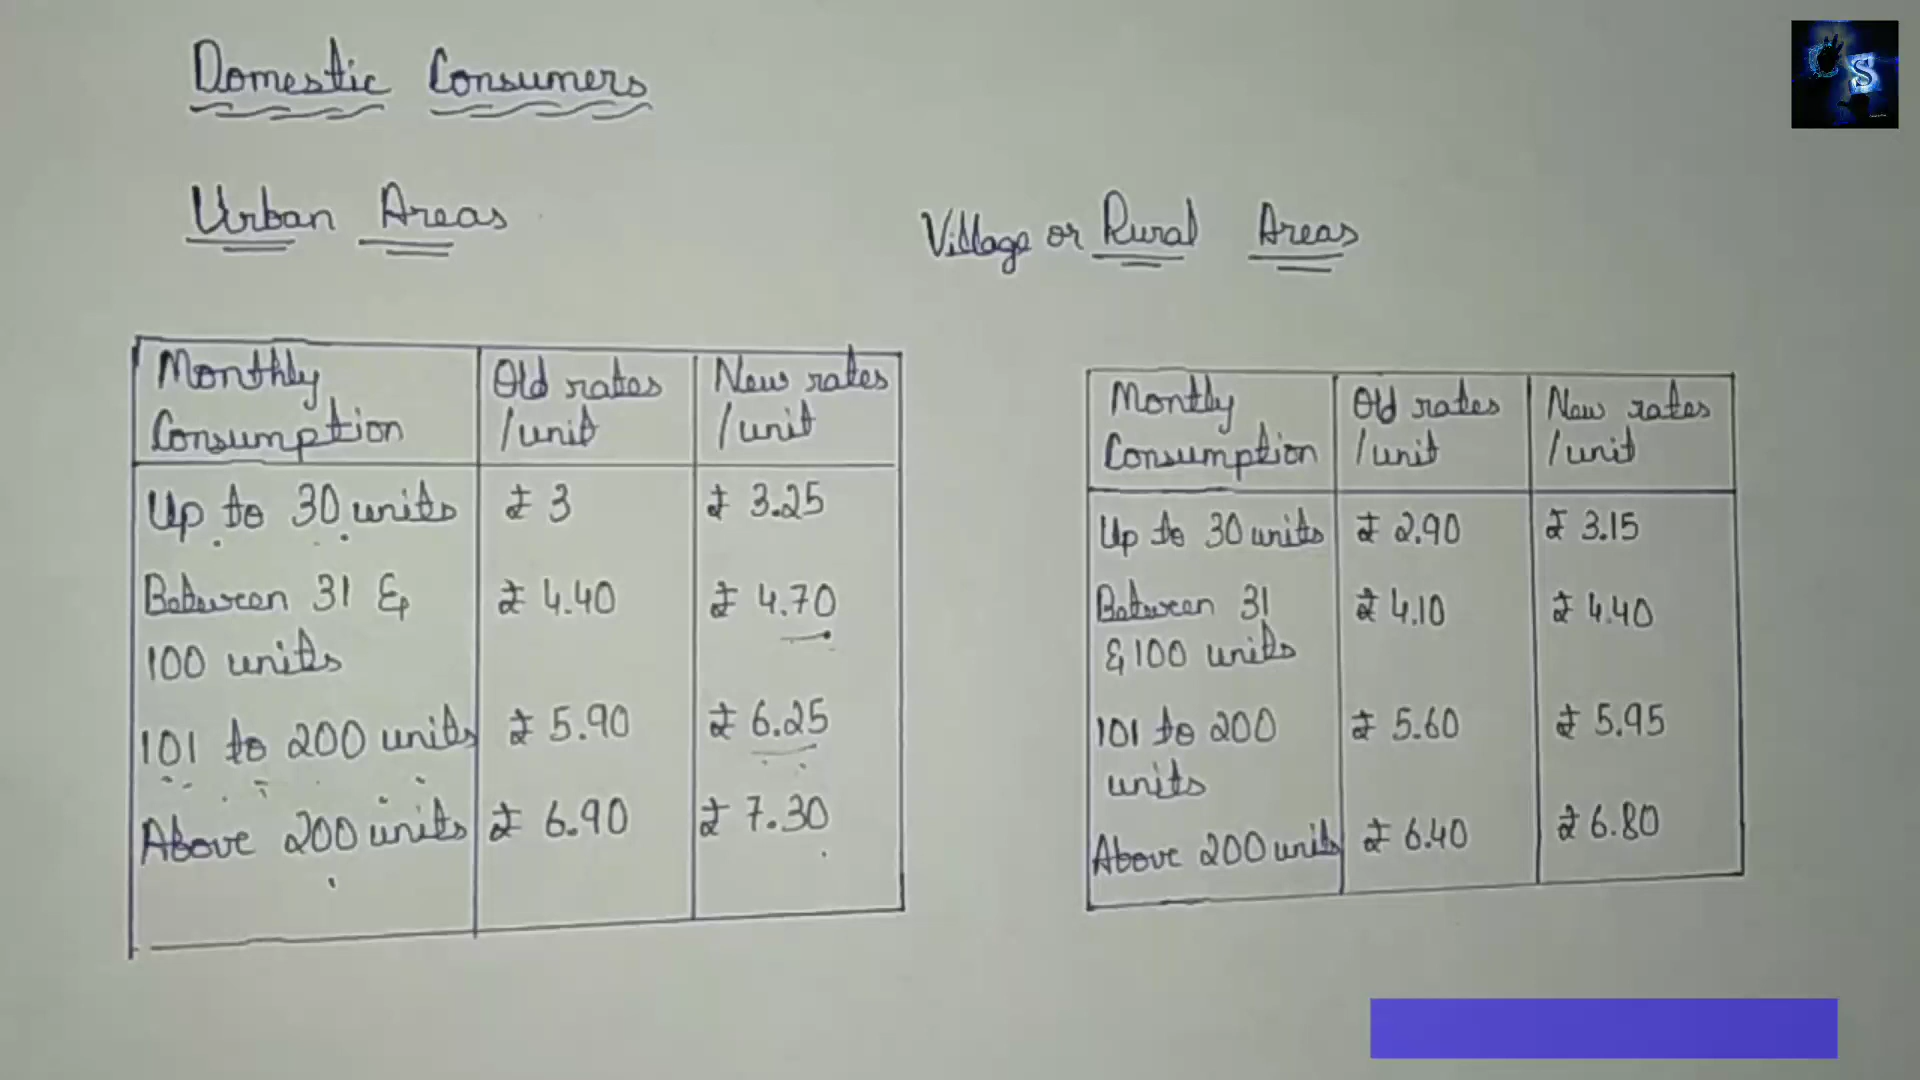 Domestic Consumers
Urban Areas
Village or Rural Areas
Monthly Consumption | Old rates /unit | New rates /unit
Up to 30 units | ₹ 3 | ₹ 3.25
Between 31 & 100 units | ₹ 4.40 | ₹ 4.70
101 to 200 units | ₹ 5.90 | ₹ 6.25
Above 200 units | ₹ 6.90 | ₹ 7.30
Montly Consumption | Old rates /unit | New rates /unit
Up to 30 units | ₹ 2.90 | ₹ 3.15
Between 31 & 100 units | ₹ 4.10 | ₹ 4.40
101 to 200 units | ₹ 5.60 | ₹ 5.95
Above 200 units | ₹ 6.40 | ₹ 6.80
S